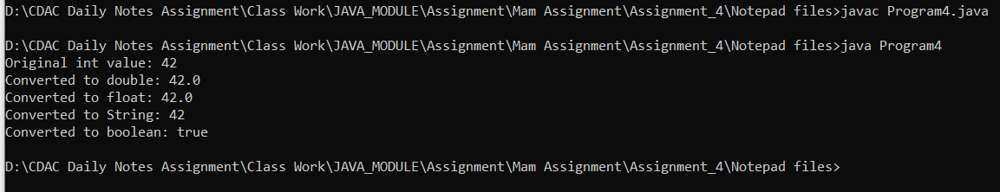 D:\CDAC Daily Notes Assignment\Class Work\JAVA_MODULE\Assignment\Mam Assignment\Assignment_4\Notepad files>javac Program4.java
D:\CDAC Daily Notes Assignment\Class Work\JAVA_MODULE\Assignment\Mam Assignment\Assignment_4\Notepad files>java Program4
Original int value: 42
Converted to double: 42.0
Converted to float: 42.0
Converted to String: 42
Converted to boolean: true
D:\CDAC Daily Notes Assignment\Class Work\JAVA_MODULE\Assignment\Mam Assignment\Assignment_4\Notepad files>